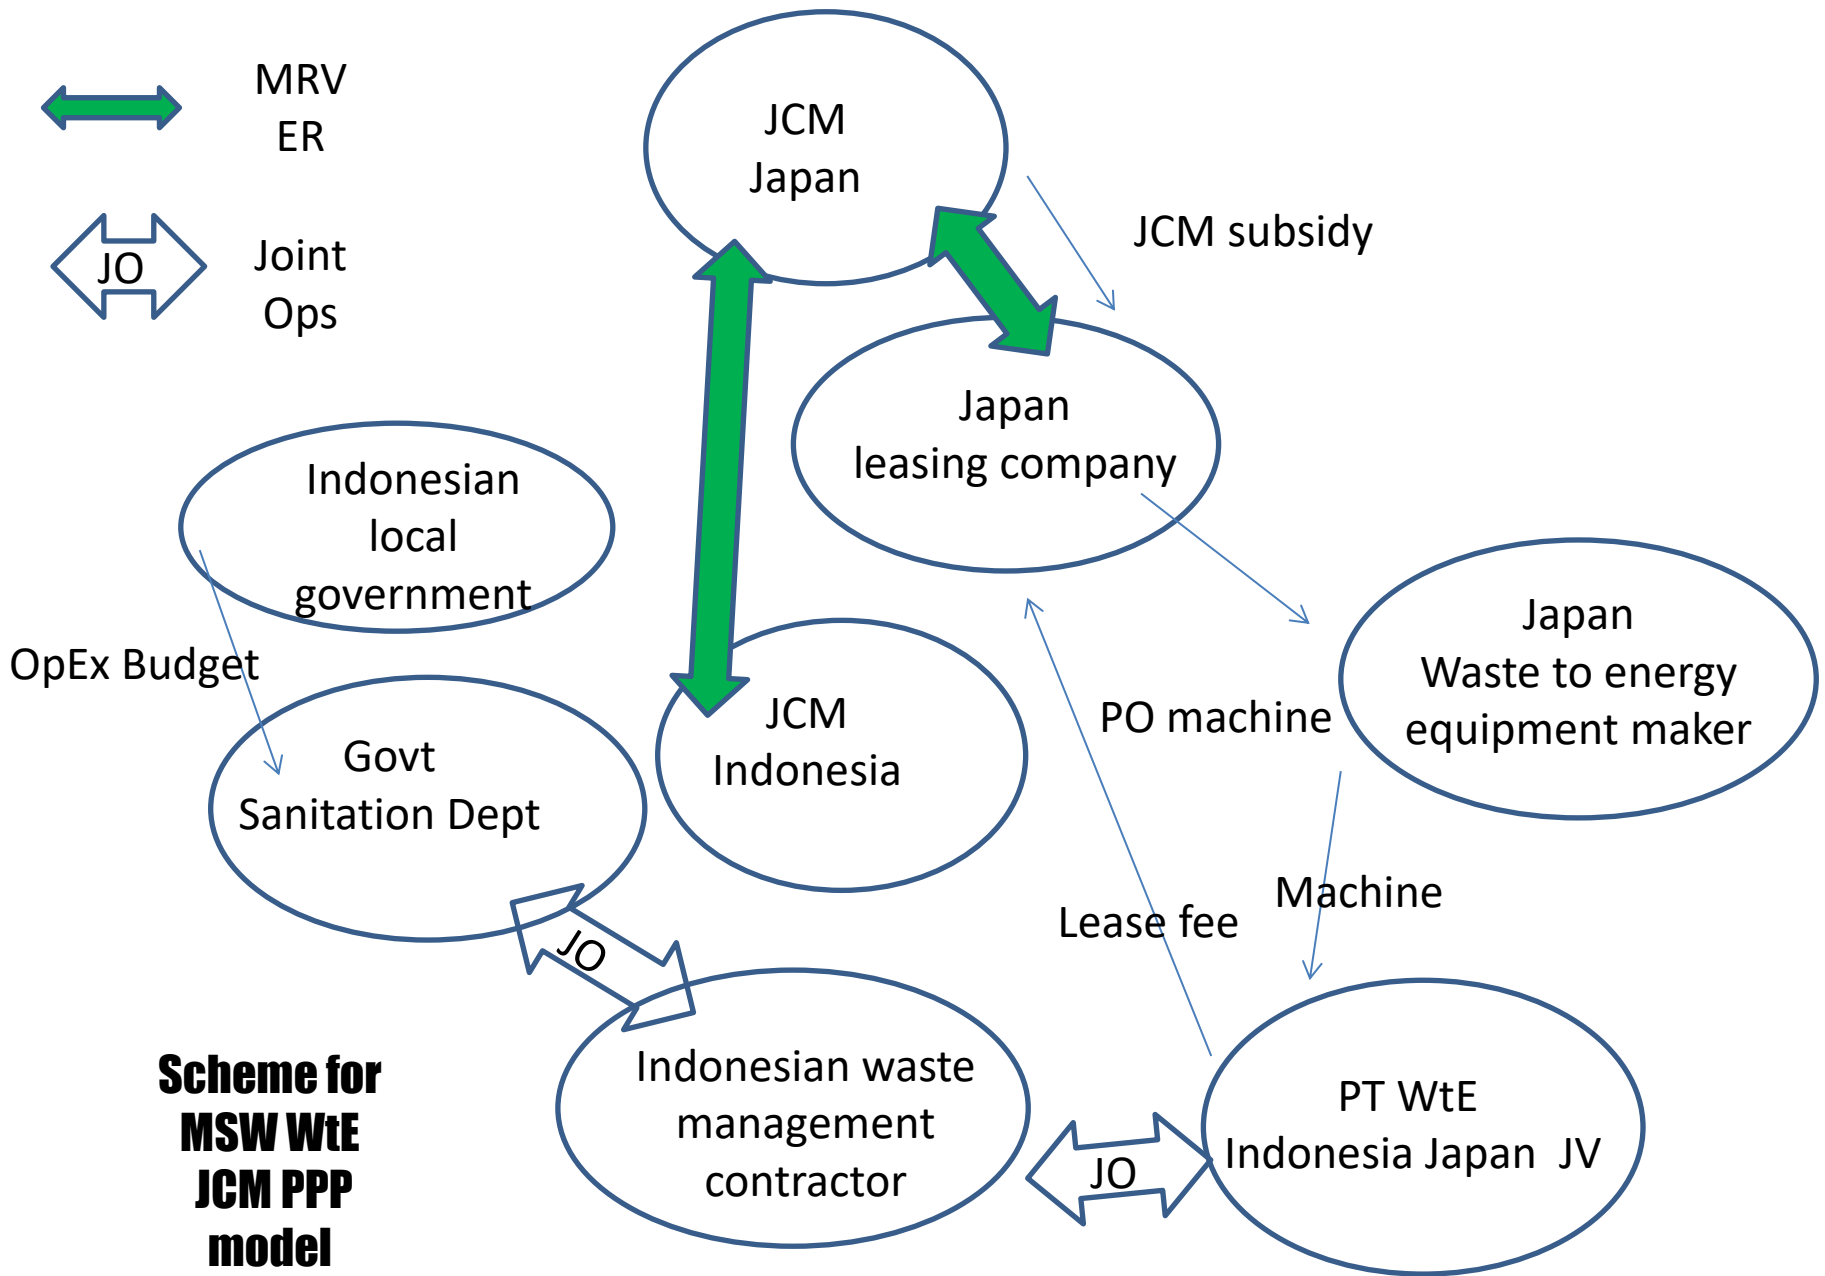 MRV
ER
JO
Joint
Ops
JCM
Japan
JCM subsidy
Japan
leasing company
Indonesian
local
government
OpEx Budget
Govt
Sanitation Dept
JCM
Indonesia
PO machine
Japan
Waste to energy
equipment maker
Lease fee
Machine
JO
Indonesian waste
management
contractor
JO
PT WtE
Indonesia Japan  JV
Scheme for
MSW WtE
JCM PPP
model